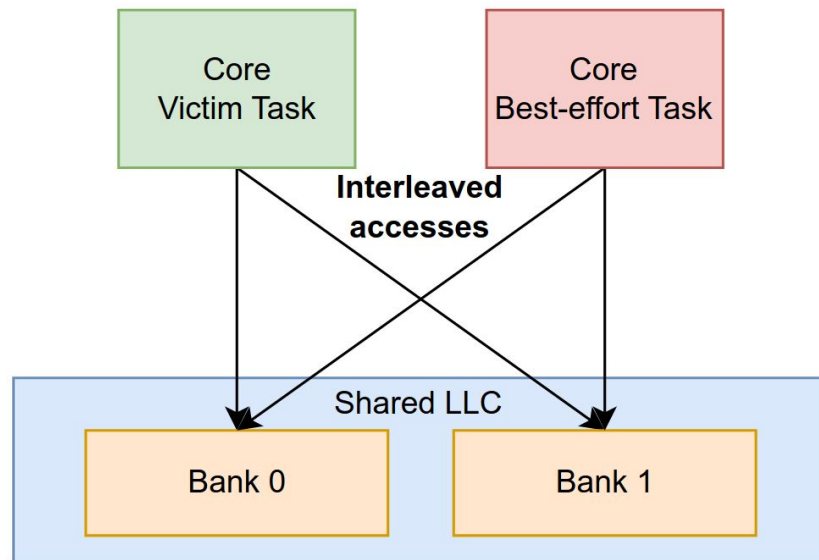 Core
Victim Task
Core
Best-effort Task
Interleaved
accesses
Shared LLC
Bank 0
Bank 1